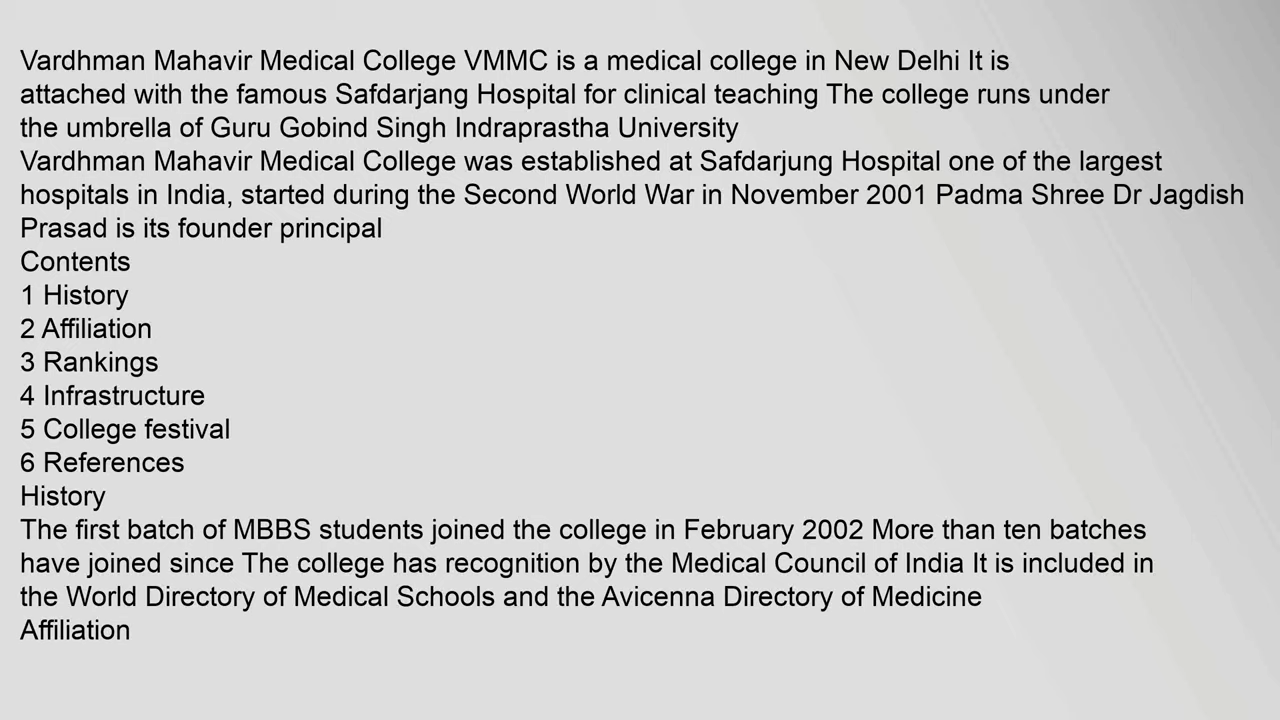 Vardhman Mahavir Medical College VMMC is a medical college in New Delhi It is
attached with the famous Safdarjang Hospital for clinical teaching The college runs under
the umbrella of Guru Gobind Singh Indraprastha University
Vardhman Mahavir Medical College was established at Safdarjung Hospital one of the largest
hospitals in India, started during the Second World War in November 2001 Padma Shree Dr Jagdish
Prasad is its founder principal
Contents
1 History
2 Affiliation
3 Rankings
4 Infrastructure
5 College festival
6 References
History
The first batch of MBBS students joined the college in February 2002 More than ten batches
have joined since The college has recognition by the Medical Council of India It is included in
the World Directory of Medical Schools and the Avicenna Directory of Medicine
Affiliation